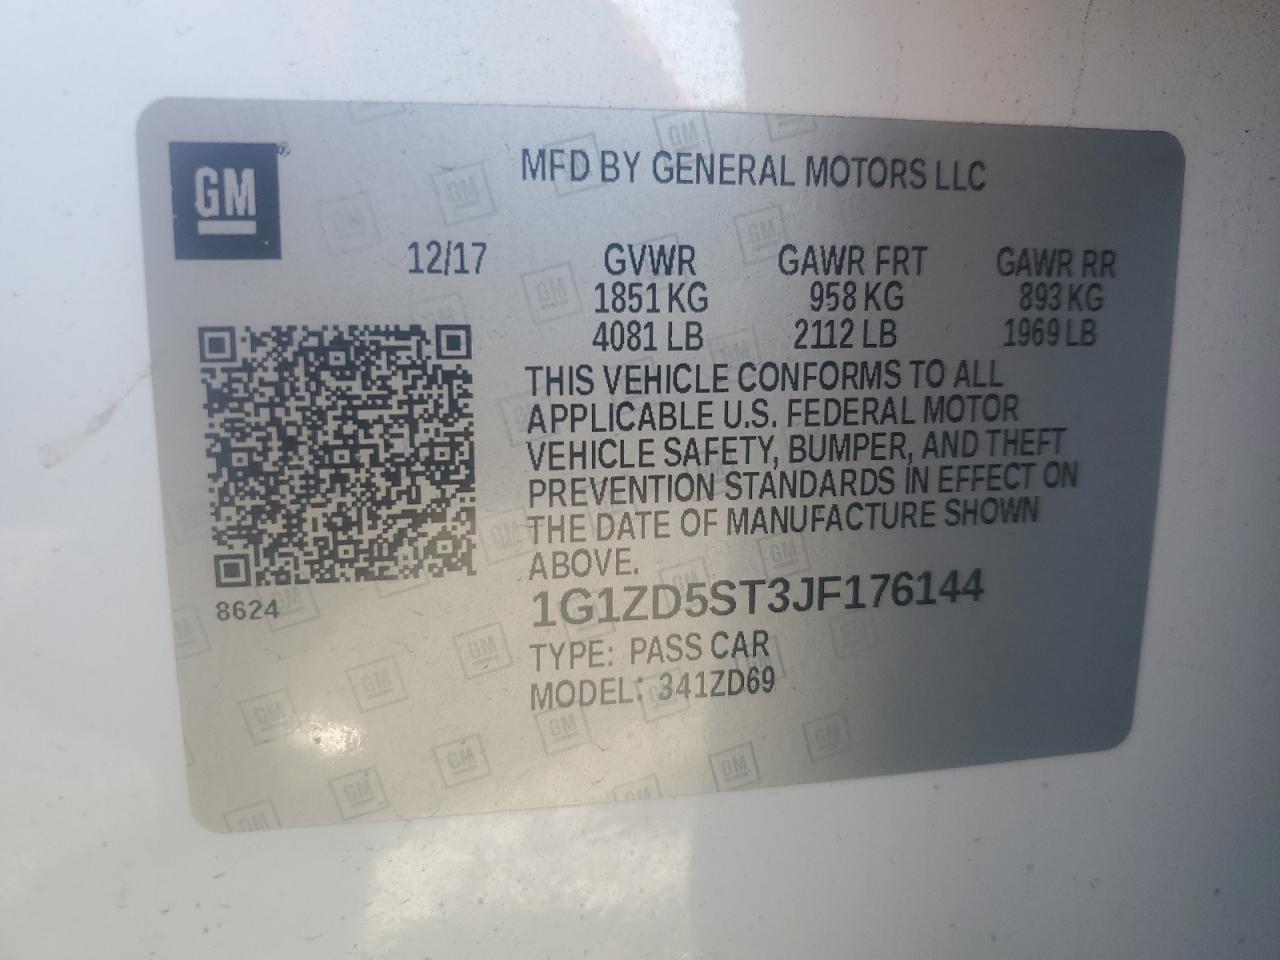 GM
MFD BY GENERAL MOTORS LLC
12/17
GVWR GAWR FRT GAWR RR
1851 KG 958 KG 893 KG
4081 LB 2112 LB 1969 LB
THIS VEHICLE CONFORMS TO ALL
APPLICABLE U.S. FEDERAL MOTOR
VEHICLE SAFETY, BUMPER, AND THEFT
PREVENTION STANDARDS IN EFFECT ON
THE DATE OF MANUFACTURE SHOWN
ABOVE.
8624
1G1ZD5ST3JF176144
TYPE: PASS CAR
MODEL: 341ZD69